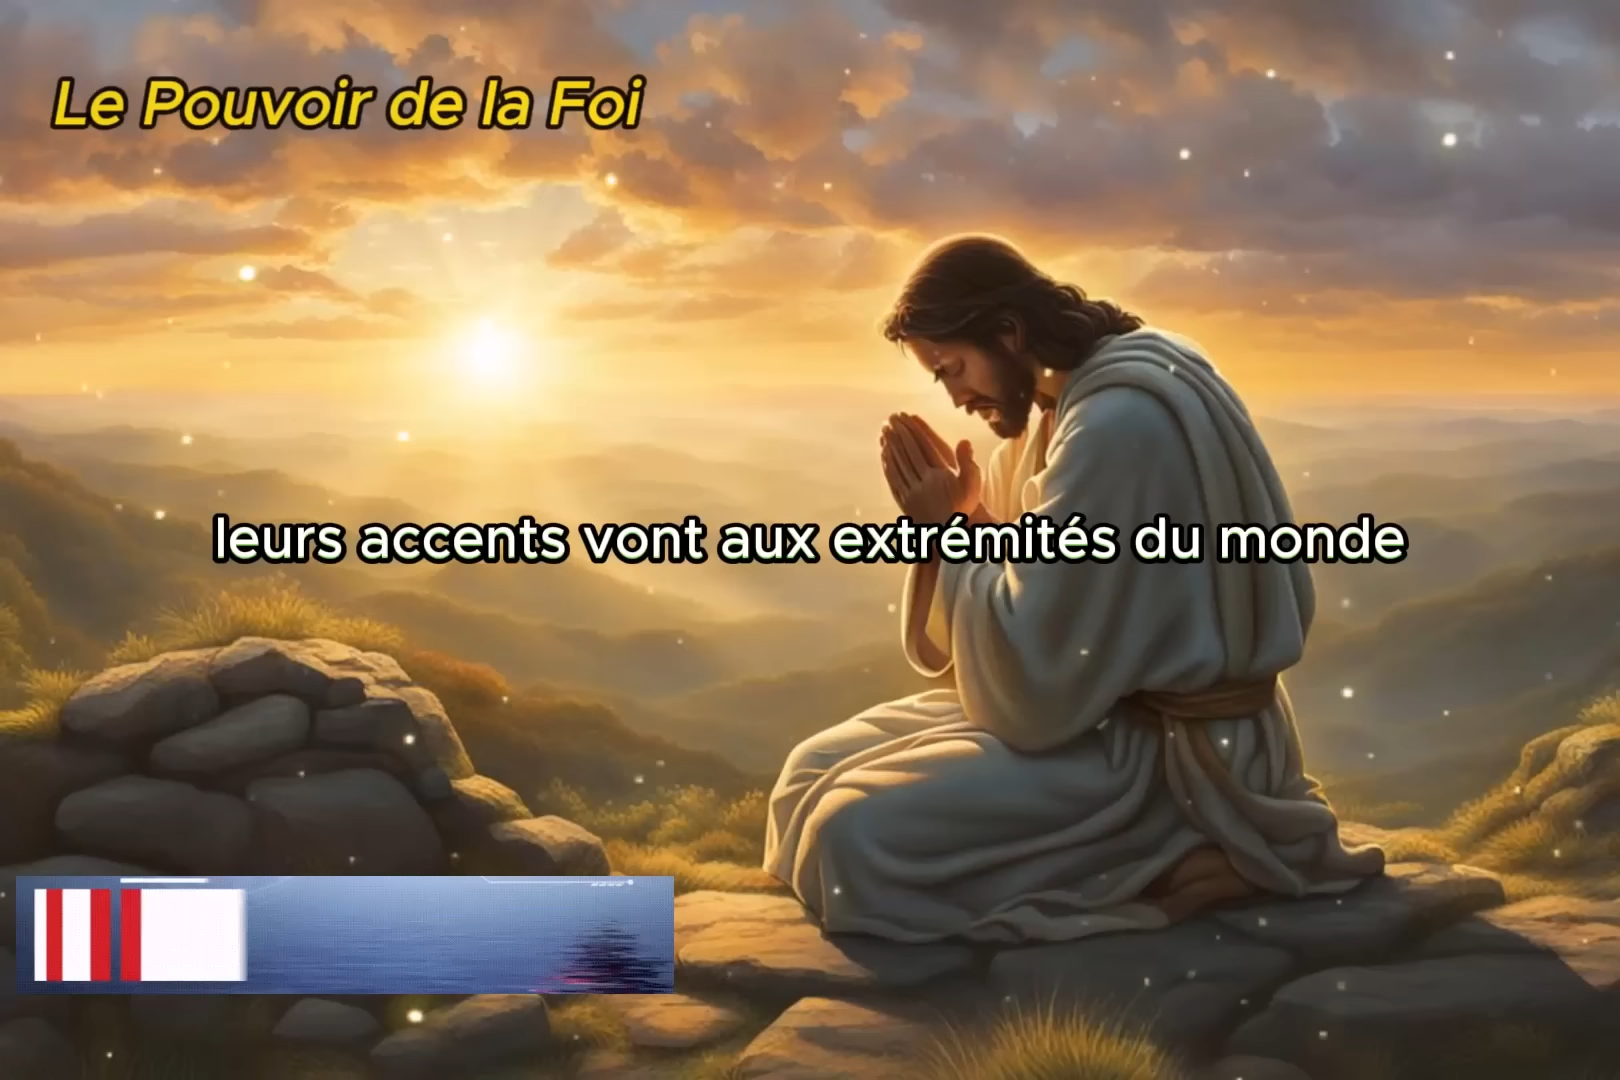 Le Pouvoir de la Foi
leurs accents vont aux extrémités du monde